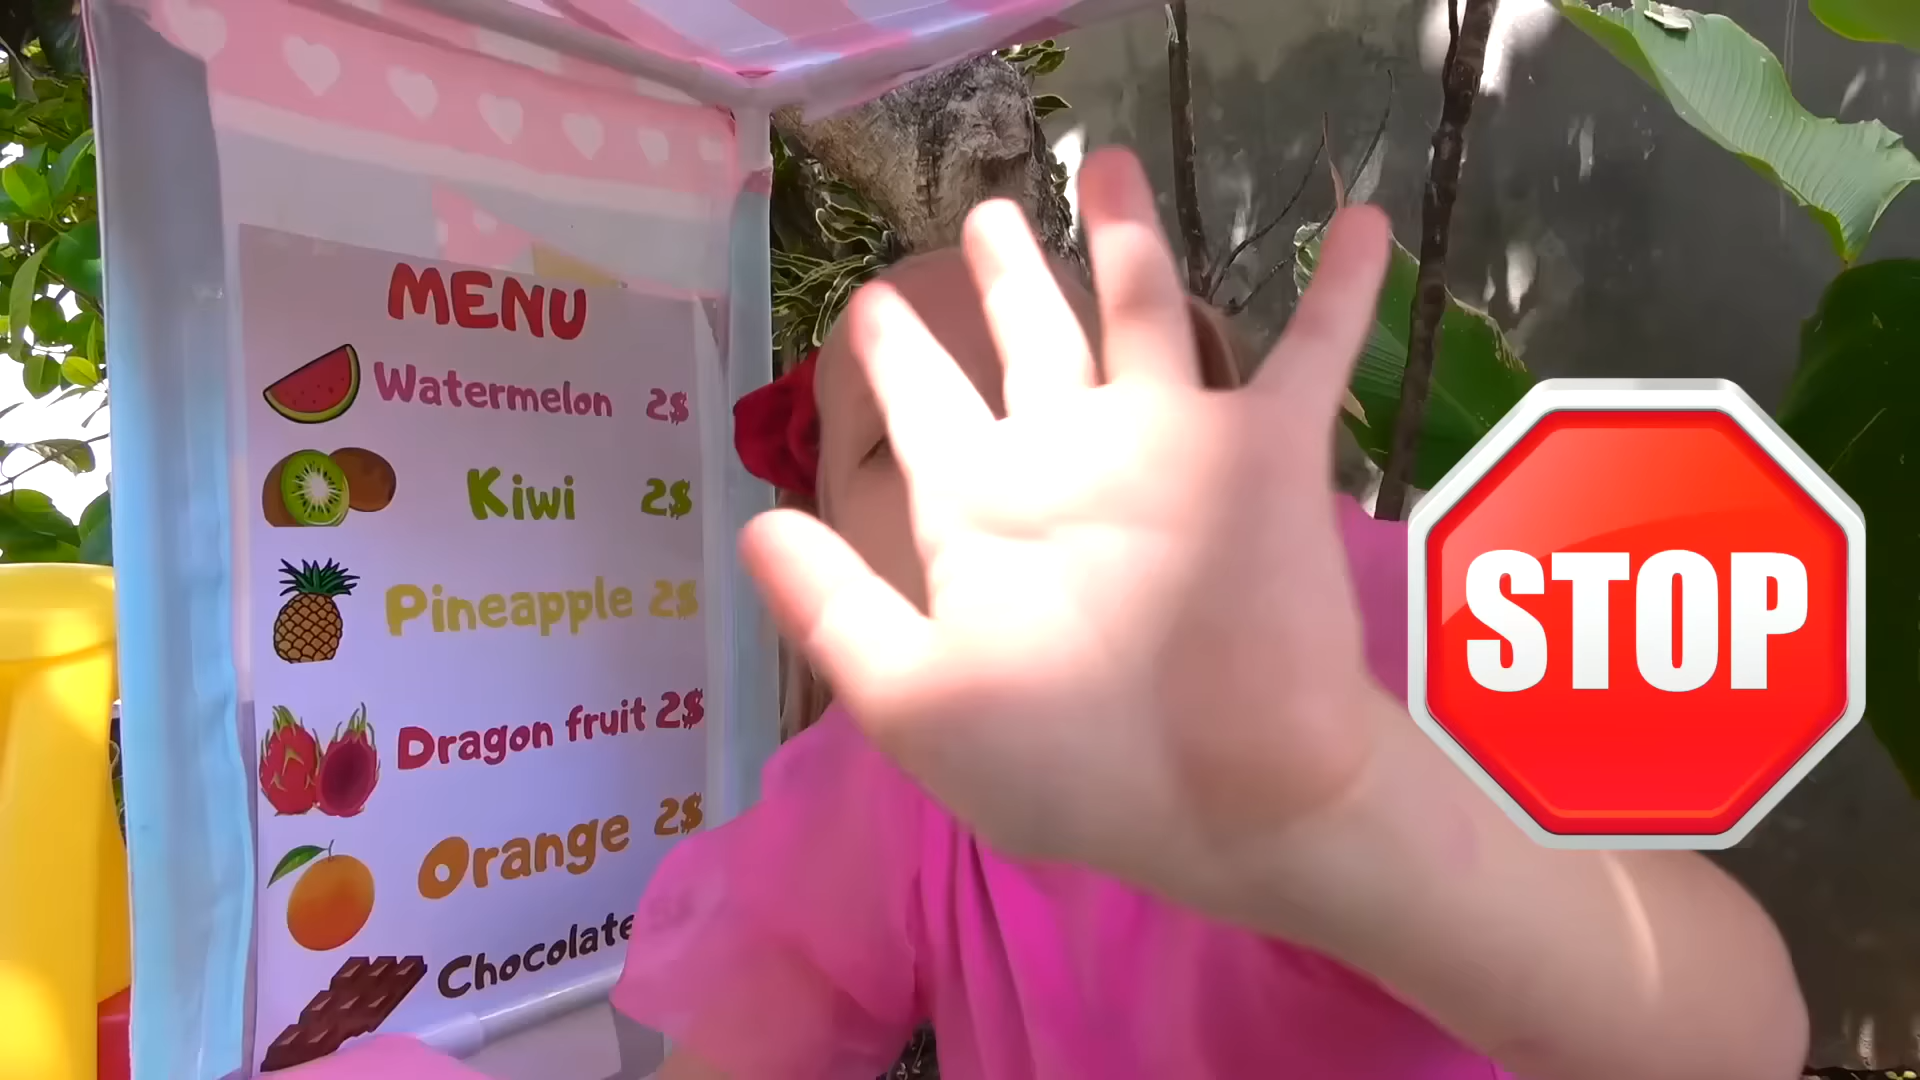 MENU
Watermelon 2$
Kiwi 2$
Pineapple 2$
Dragon fruit 2$
Orange 2$
Chocolate
STOP